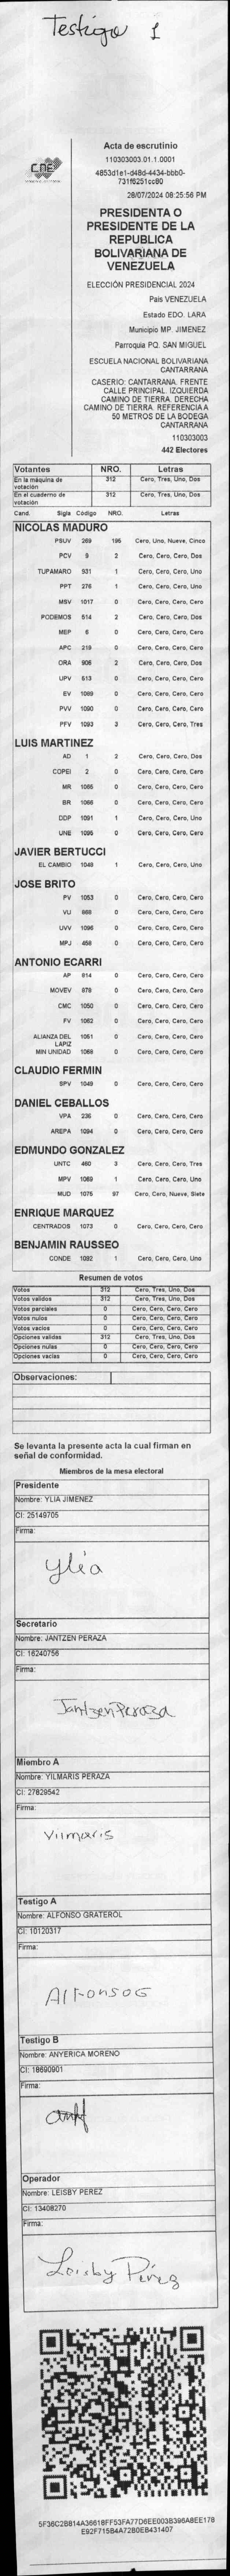 Testigo 1
CNE
Acta de escrutinio
110303003.01.1.0001
4853d1e1-d48d-4434-bbb0-
731f6251cc80
28/07/2024 08:25:56 PM
PRESIDENTA O
PRESIDENTE DE LA
REPUBLICA
BOLIVARIANA DE
VENEZUELA
ELECCIÓN PRESIDENCIAL 2024
País VENEZUELA
Estado EDO. LARA
Municipio MP. JIMENEZ
Parroquia PQ. SAN MIGUEL
ESCUELA NACIONAL BOLIVARIANA
CANTARRANA
CASERIO: CANTARRANA. FRENTE
CALLE PRINCIPAL. IZQUIERDA
CAMINO DE TIERRA. DERECHA
CAMINO DE TIERRA. REFERENCIA A
50 METROS DE LA BODEGA
CANTARRANA
110303003
442 Electores
Votantes NRO. Letras
En la máquina de votación 312 Cero, Tres, Uno, Dos
En el cuaderno de votación 312 Cero, Tres, Uno, Dos
Cand. Sigla Código NRO. Letras
NICOLAS MADURO
PSUV 269 195 Cero, Uno, Nueve, Cinco
PCV 9 2 Cero, Cero, Cero, Dos
TUPAMARO 931 1 Cero, Cero, Cero, Uno
PPT 276 1 Cero, Cero, Cero, Uno
MSV 1017 0 Cero, Cero, Cero, Cero
PODEMOS 514 2 Cero, Cero, Cero, Dos
MEP 6 0 Cero, Cero, Cero, Cero
APC 219 0 Cero, Cero, Cero, Cero
ORA 906 2 Cero, Cero, Cero, Dos
UPV 613 0 Cero, Cero, Cero, Cero
EV 1089 0 Cero, Cero, Cero, Cero
PVV 1090 0 Cero, Cero, Cero, Cero
PFV 1093 3 Cero, Cero, Cero, Tres
LUIS MARTINEZ
AD 1 2 Cero, Cero, Cero, Dos
COPEI 2 0 Cero, Cero, Cero, Cero
MR 1065 0 Cero, Cero, Cero, Cero
BR 1066 0 Cero, Cero, Cero, Cero
DDP 1091 1 Cero, Cero, Cero, Uno
UNE 1095 0 Cero, Cero, Cero, Cero
JAVIER BERTUCCI
EL CAMBIO 1048 1 Cero, Cero, Cero, Uno
JOSE BRITO
PV 1053 0 Cero, Cero, Cero, Cero
VU 868 0 Cero, Cero, Cero, Cero
UVV 1096 0 Cero, Cero, Cero, Cero
MPJ 458 0 Cero, Cero, Cero, Cero
ANTONIO ECARRI
AP 814 0 Cero, Cero, Cero, Cero
MOVEV 878 0 Cero, Cero, Cero, Cero
CMC 1050 0 Cero, Cero, Cero, Cero
FV 1062 0 Cero, Cero, Cero, Cero
ALIANZA DEL LAPIZ 1051 0 Cero, Cero, Cero, Cero
MIN UNIDAD 1068 0 Cero, Cero, Cero, Cero
CLAUDIO FERMIN
SPV 1049 0 Cero, Cero, Cero, Cero
DANIEL CEBALLOS
VPA 236 0 Cero, Cero, Cero, Cero
AREPA 1094 0 Cero, Cero, Cero, Cero
EDMUNDO GONZALEZ
UNTC 460 3 Cero, Cero, Cero, Tres
MPV 1069 1 Cero, Cero, Cero, Uno
MUD 1075 97 Cero, Cero, Nueve, Siete
ENRIQUE MARQUEZ
CENTRADOS 1073 0 Cero, Cero, Cero, Cero
BENJAMIN RAUSSEO
CONDE 1092 1 Cero, Cero, Cero, Uno
Resumen de votos
Votos 312 Cero, Tres, Uno, Dos
Votos validos 312 Cero, Tres, Uno, Dos
Votos parciales 0 Cero, Cero, Cero, Cero
Votos nulos 0 Cero, Cero, Cero, Cero
Votos vacios 0 Cero, Cero, Cero, Cero
Opciones validas 312 Cero, Tres, Uno, Dos
Opciones nulas 0 Cero, Cero, Cero, Cero
Opciones vacias 0 Cero, Cero, Cero, Cero
Observaciones:
Se levanta la presente acta la cual firman en
señal de conformidad.
Miembros de la mesa electoral
Presidente
Nombre: YLIA JIMENEZ
CI: 25149705
Firma:
Ylia
Secretario
Nombre: JANTZEN PERAZA
CI: 16240756
Firma:
Jantzen Peraza
Miembro A
Nombre: YILMARIS PERAZA
CI: 27829542
Firma:
Yilmaris
Testigo A
Nombre: ALFONSO GRATEROL
CI: 10120317
Firma:
Alfonso G
Testigo B
Nombre: ANYERICA MORENO
CI: 18690901
Firma:
Operador
Nombre: LEISBY PEREZ
CI: 13408270
Firma:
Leisby Pérez
5F36C2B814A36618FF53FA77D6EE003B396A8EE178
E92F715B4A72B0EB431407